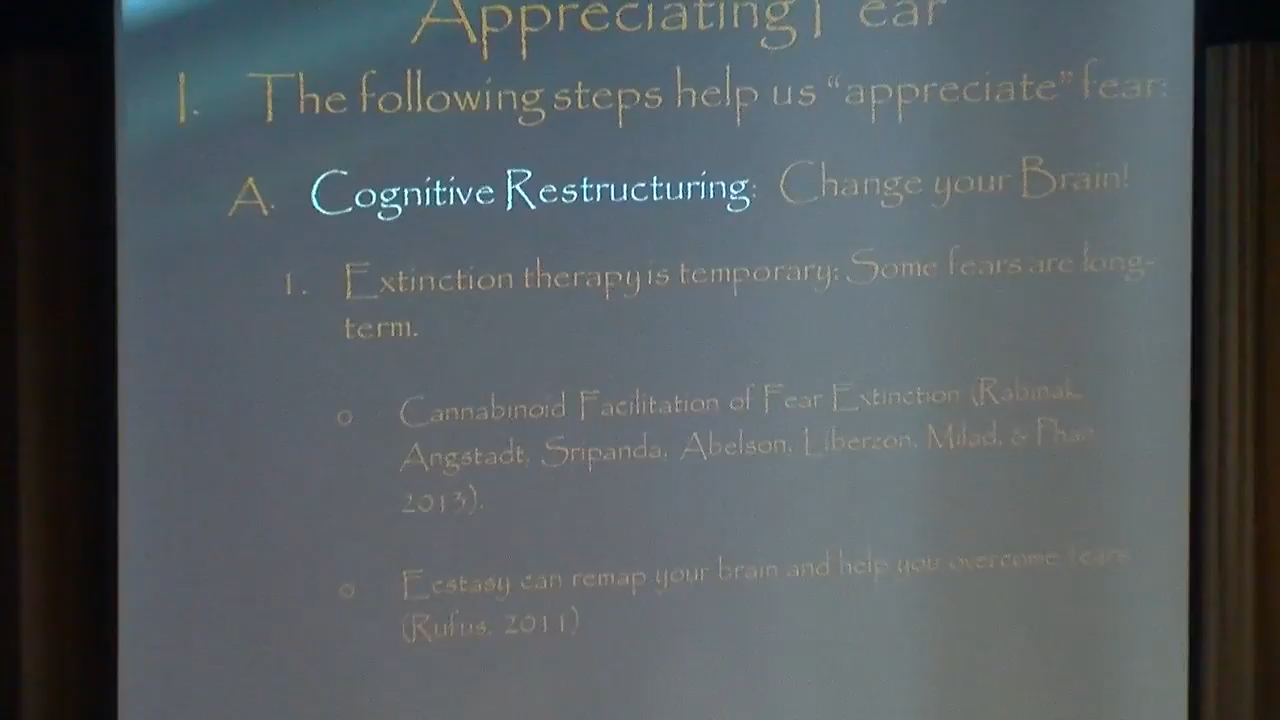 Appreciating Fear
I. The following steps help us “appreciate” fear:
A. Cognitive Restructuring: Change your Brain!
1. Extinction therapy is temporary: Some fears are long-
term.
o Cannabinoid Facilitation of Fear Extinction (Rabinak,
Angstadt, Sripanda, Abelson, Liberzon, Milad, & Phan
2013).
o Ecstasy can remap your brain and help you overcome fears
(Rufus, 2011)